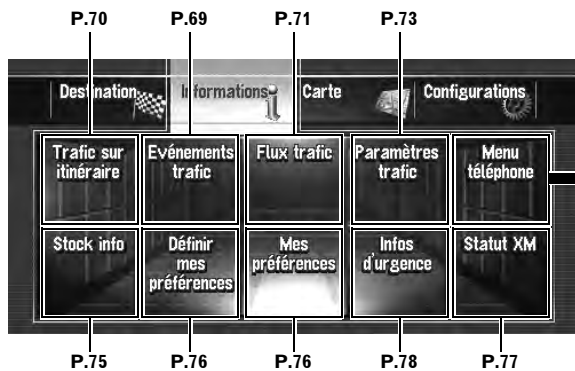 P.70 P.69 P.71 P.73
Destination Informations Carte Configurations
Trafic sur itinéraire
Evénements trafic
Flux trafic
Paramètres trafic
Menu téléphone
Stock info
Définir mes préférences
Mes préférences
Infos d'urgence
Statut XM
P.75 P.76 P.76 P.78 P.77